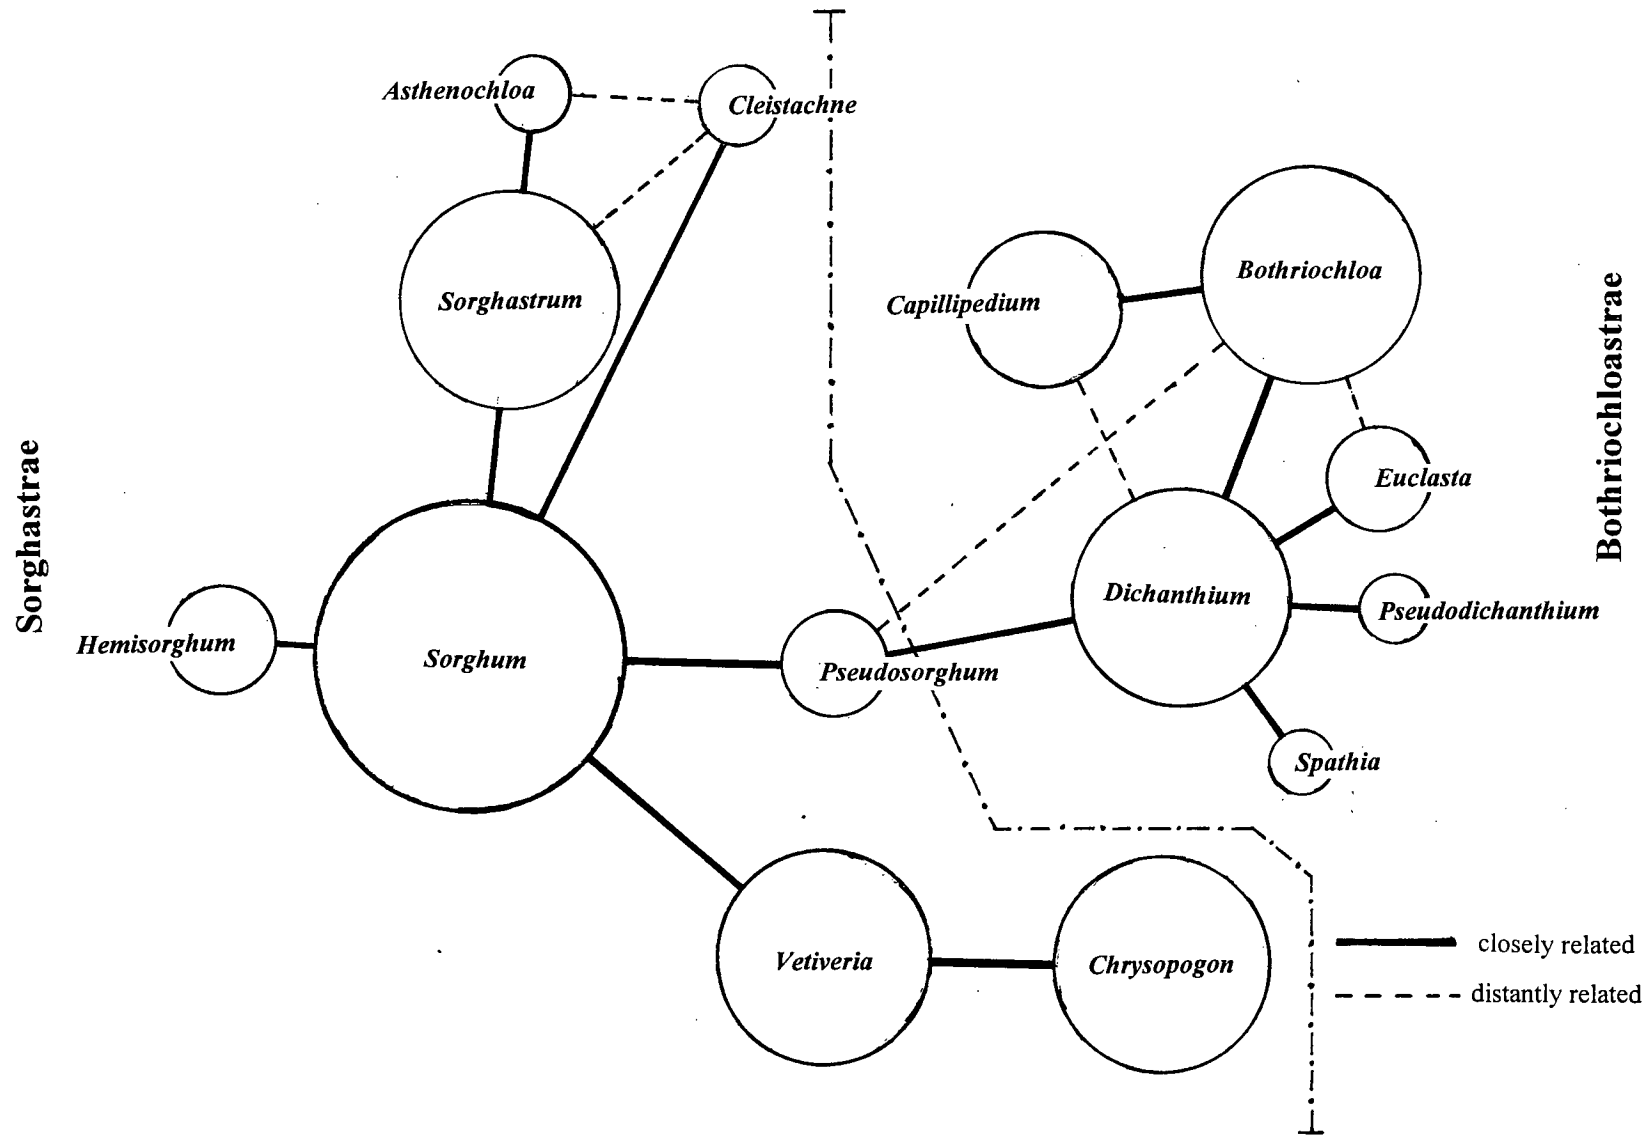 Asthenochloa
Cleistachne
Sorghastrum
Capillipedium
Bothriochloa
Sorghastrae
Bothriochloastrae
Euclasta
Dichanthium
Pseudodichanthium
Hemisorghum
Sorghum
Pseudosorghum
Spathia
Vetiveria
Chrysopogon
closely related
distantly related